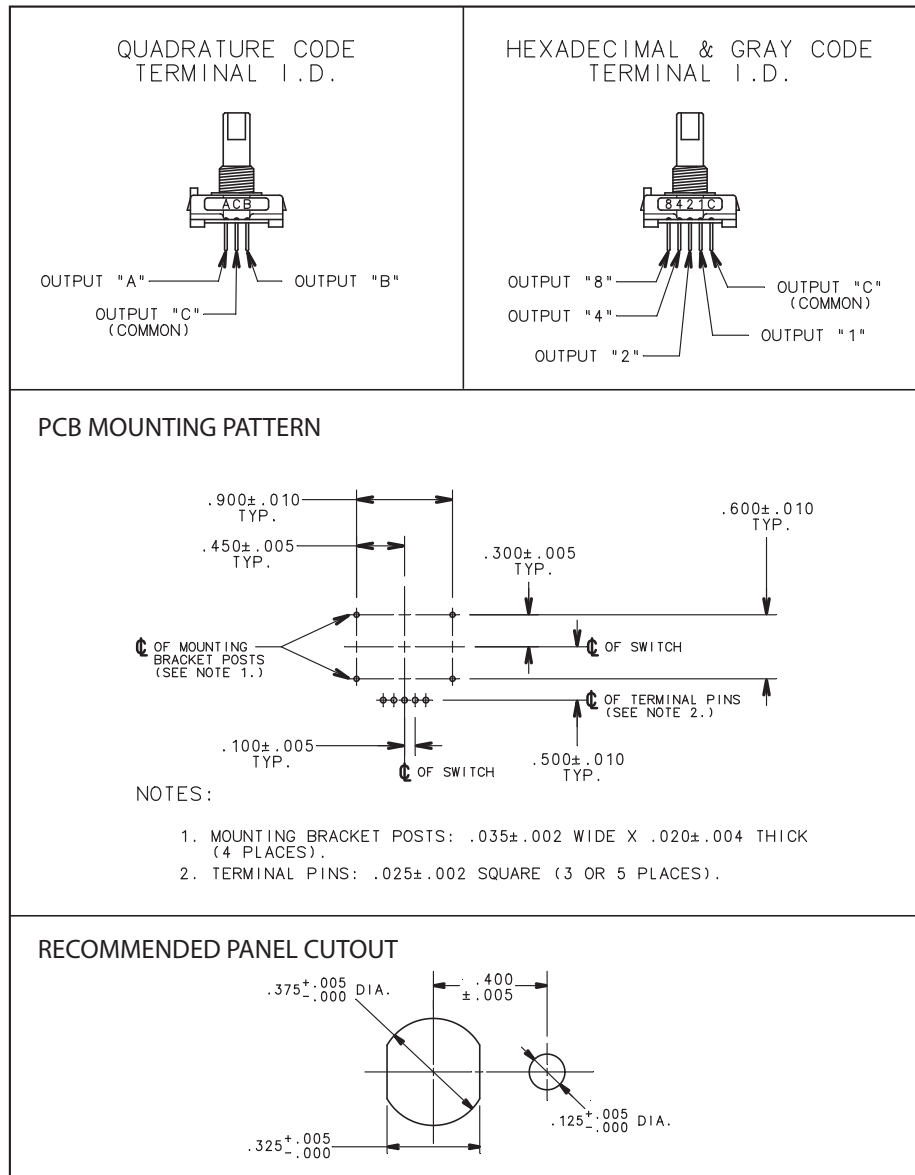 QUADRATURE CODE
TERMINAL I.D.
ACB
OUTPUT "A"
OUTPUT "B"
OUTPUT "C"
(COMMON)
HEXADECIMAL & GRAY CODE
TERMINAL I.D.
8421C
OUTPUT "8"
OUTPUT "C"
(COMMON)
OUTPUT "4"
OUTPUT "1"
OUTPUT "2"
PCB MOUNTING PATTERN
.900±.010
TYP.
.600±.010
TYP.
.450±.005
TYP.
.300±.005
TYP.
℄ OF MOUNTING
BRACKET POSTS
(SEE NOTE 1.)
℄ OF SWITCH
℄ OF TERMINAL PINS
(SEE NOTE 2.)
.100±.005
TYP.
.500±.010
TYP.
℄ OF SWITCH
NOTES:
1. MOUNTING BRACKET POSTS: .035±.002 WIDE X .020±.004 THICK
(4 PLACES).
2. TERMINAL PINS: .025±.002 SQUARE (3 OR 5 PLACES).
RECOMMENDED PANEL CUTOUT
.375+.005 -.000 DIA.
.400
±.005
.125+.005 -.000 DIA.
.325+.005 -.000